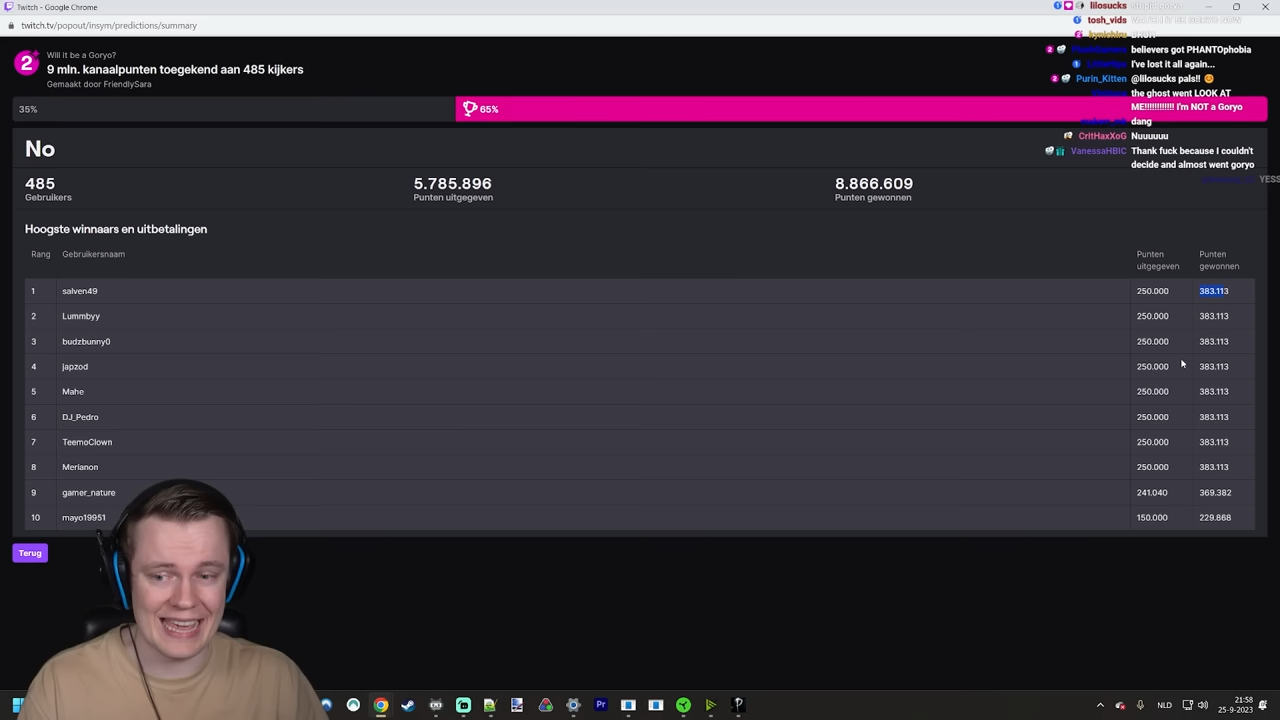 Twitch - Google Chrome
twitch.tv/popout/insym/predictions/summary
Will it be a Goryo?
9 mln. kanaalpunten toegekend aan 485 kijkers
Gemaakt door FriendlySara
35%
65%
No
485
Gebruikers
5.785.896
Punten uitgegeven
8.866.609
Punten gewonnen
Hoogste winnaars en uitbetalingen
Rang Gebruikersnaam Punten uitgegeven Punten gewonnen
1 salven49 250.000 383.113
2 Lummbyy 250.000 383.113
3 budzbunny0 250.000 383.113
4 japzod 250.000 383.113
5 Mahe 250.000 383.113
6 DJ_Pedro 250.000 383.113
7 TeemoClown 250.000 383.113
8 Merlanon 250.000 383.113
9 gamer_nature 241.040 369.382
10 mayo19951 150.000 229.868
Terug
lilosucks
tosh_vids
believers got PHANTOphobia
I've lost it all again...
Purin_Kitten @lilosucks pals!!
the ghost went LOOK AT
ME!!!!!!!!!!!! I'm NOT a Goryo
dang
CritHaxXoG Nuuuuuu
VanessaHBIC Thank fuck because I couldn't
decide and almost went goryo
YESS
Pr
NLD
21:58
25-9-2023